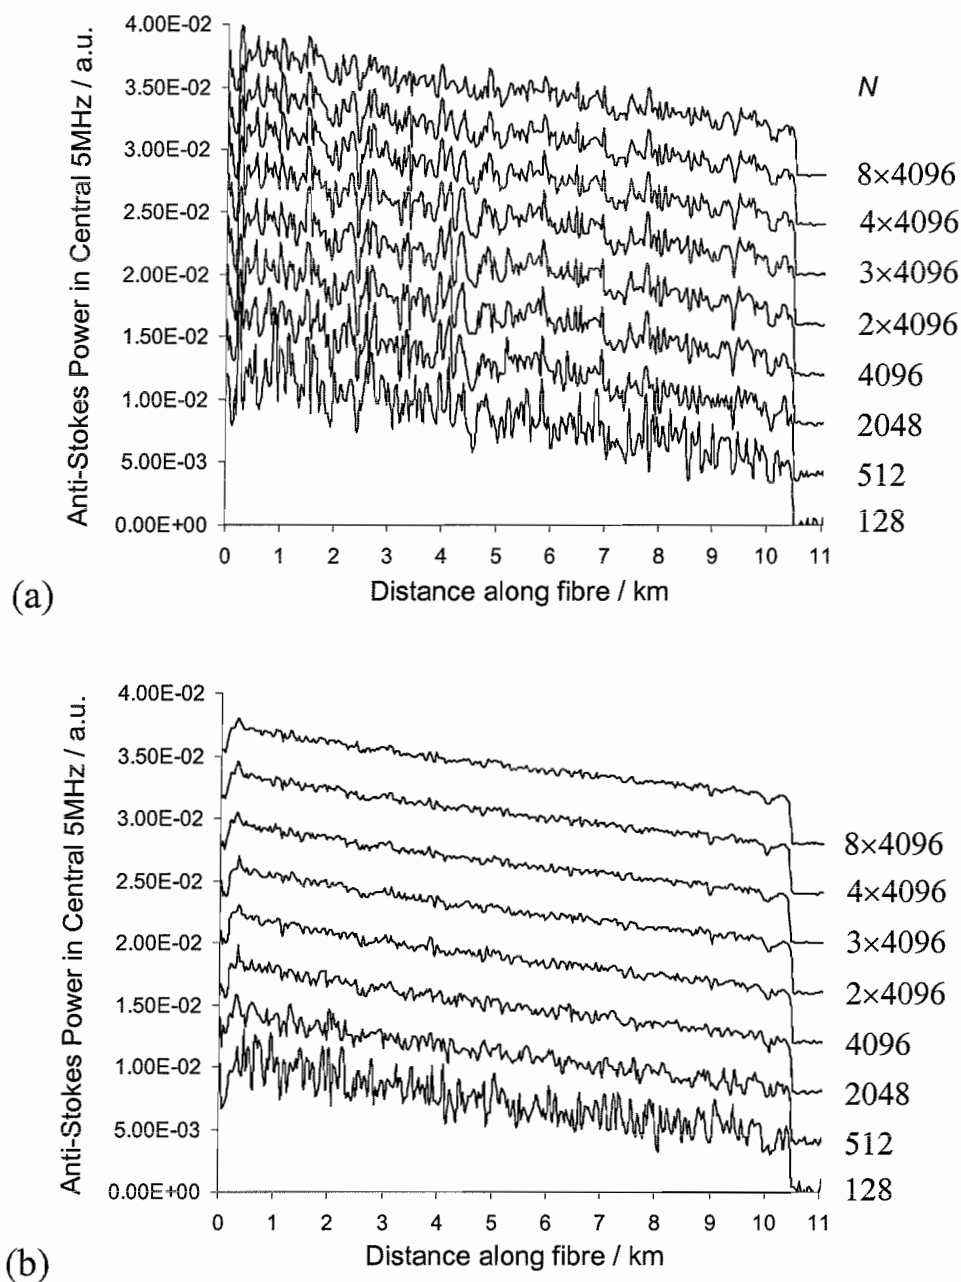 Anti-Stokes Power in Central 5MHz / a.u.
4.00E-02
3.50E-02
3.00E-02
2.50E-02
2.00E-02
1.50E-02
1.00E-02
5.00E-03
0.00E+00
N
8×4096
4×4096
3×4096
2×4096
4096
2048
512
128
0 1 2 3 4 5 6 7 8 9 10 11
Distance along fibre / km
(a)
Anti-Stokes Power in Central 5MHz / a.u.
4.00E-02
3.50E-02
3.00E-02
2.50E-02
2.00E-02
1.50E-02
1.00E-02
5.00E-03
0.00E+00
8×4096
4×4096
3×4096
2×4096
4096
2048
512
128
0 1 2 3 4 5 6 7 8 9 10 11
Distance along fibre / km
(b)